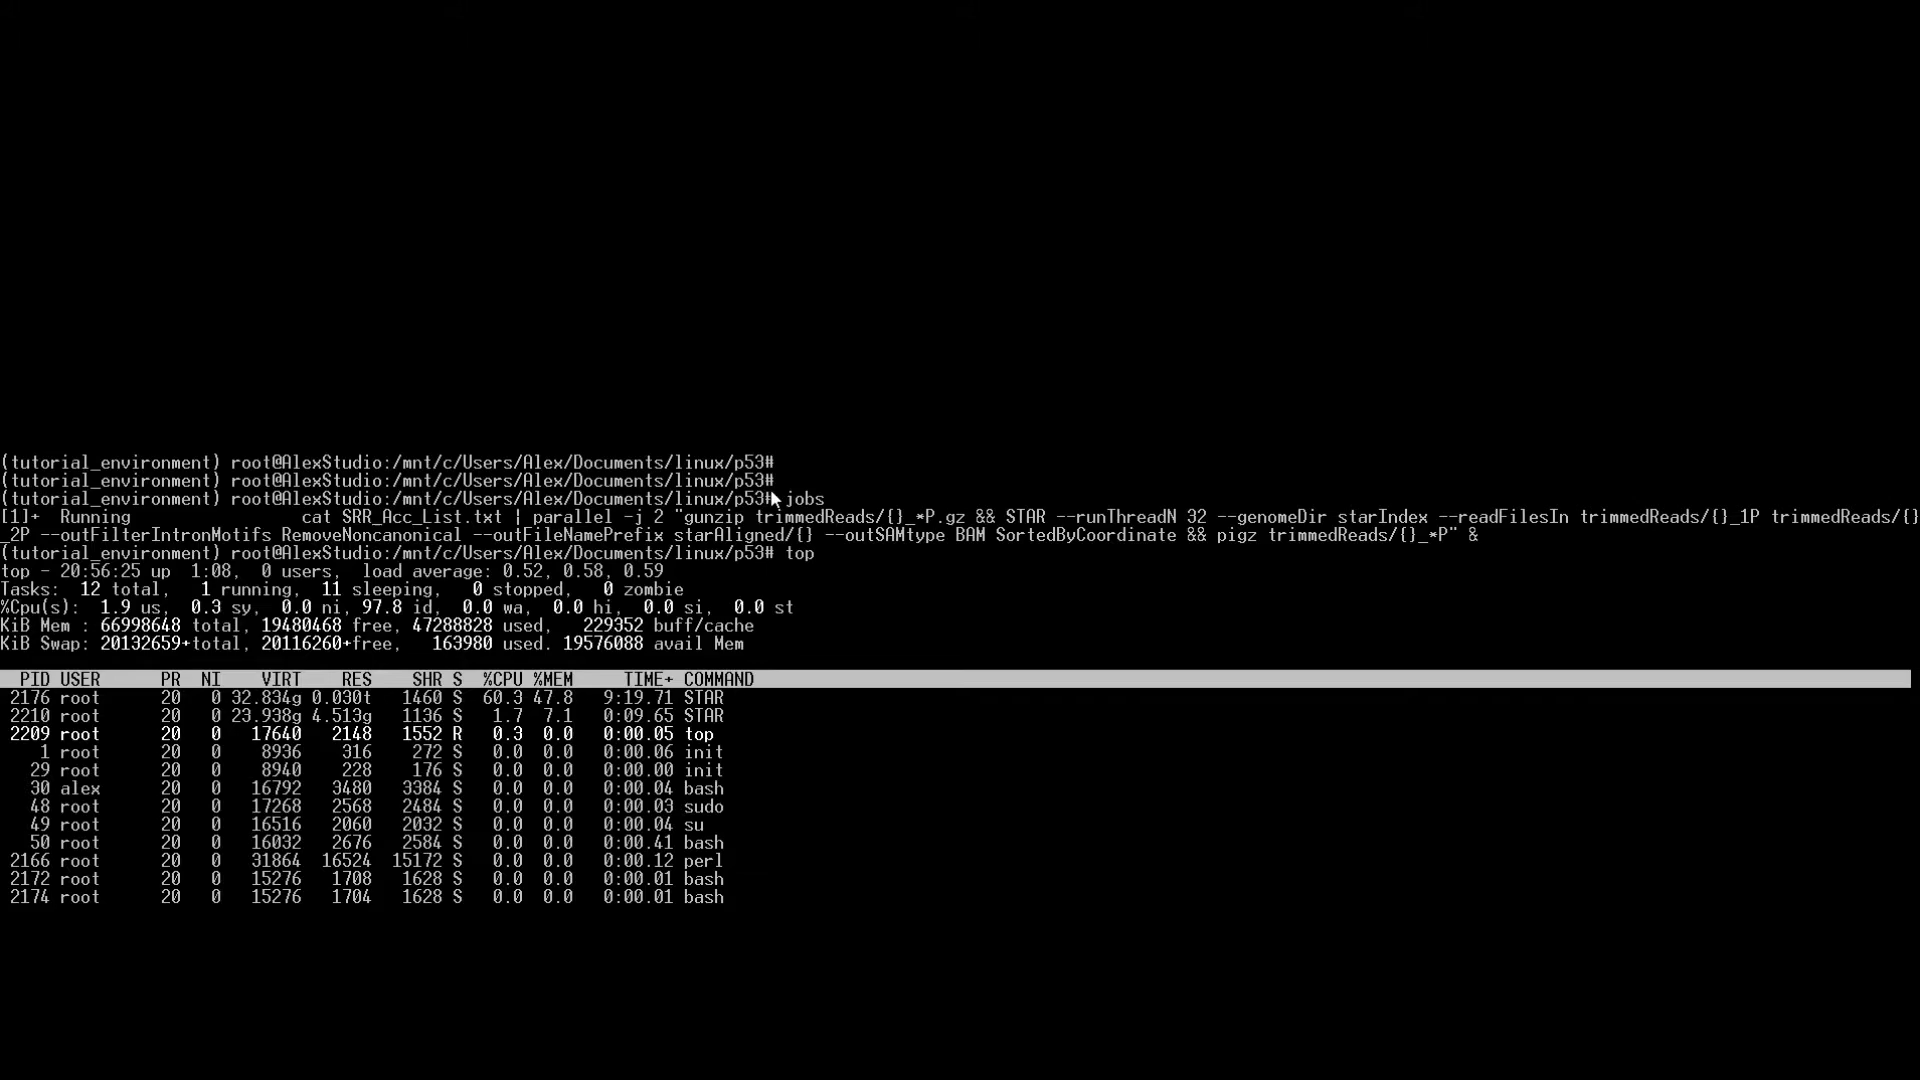 (tutorial_environment) root@AlexStudio:/mnt/c/Users/Alex/Documents/linux/p53#
(tutorial_environment) root@AlexStudio:/mnt/c/Users/Alex/Documents/linux/p53#
(tutorial_environment) root@AlexStudio:/mnt/c/Users/Alex/Documents/linux/p53# jobs
[1]+  Running                 cat SRR_Acc_List.txt | parallel -j 2 "gunzip trimmedReads/{}_*P.gz && STAR --runThreadN 32 --genomeDir starIndex --readFilesIn trimmedReads/{}_1P trimmedReads/{}
_2P --outFilterIntronMotifs RemoveNoncanonical --outFileNamePrefix starAligned/{} --outSAMtype BAM SortedByCoordinate && pigz trimmedReads/{}_*P" &
(tutorial_environment) root@AlexStudio:/mnt/c/Users/Alex/Documents/linux/p53# top
top - 20:56:25 up  1:08,  0 users,  load average: 0.52, 0.58, 0.59
Tasks:  12 total,   1 running,  11 sleeping,   0 stopped,   0 zombie
%Cpu(s):  1.9 us,  0.3 sy,  0.0 ni, 97.8 id,  0.0 wa,  0.0 hi,  0.0 si,  0.0 st
KiB Mem : 66998648 total, 19480468 free, 47288828 used,   229352 buff/cache
KiB Swap: 20132659+total, 20116260+free,   163980 used. 19576088 avail Mem
  PID USER      PR  NI    VIRT    RES    SHR S  %CPU %MEM     TIME+ COMMAND
 2176 root      20   0 32.834g 0.030t   1460 S  60.3 47.8   9:19.71 STAR
 2210 root      20   0 23.938g 4.513g   1136 S   1.7  7.1   0:09.65 STAR
 2209 root      20   0   17640   2148   1552 R   0.3  0.0   0:00.05 top
    1 root      20   0    8936    316    272 S   0.0  0.0   0:00.06 init
   29 root      20   0    8940    228    176 S   0.0  0.0   0:00.00 init
   30 alex      20   0   16792   3480   3384 S   0.0  0.0   0:00.04 bash
   48 root      20   0   17268   2568   2484 S   0.0  0.0   0:00.03 sudo
   49 root      20   0   16516   2060   2032 S   0.0  0.0   0:00.04 su
   50 root      20   0   16032   2676   2584 S   0.0  0.0   0:00.41 bash
 2166 root      20   0   31864  16524  15172 S   0.0  0.0   0:00.12 perl
 2172 root      20   0   15276   1708   1628 S   0.0  0.0   0:00.01 bash
 2174 root      20   0   15276   1704   1628 S   0.0  0.0   0:00.01 bash